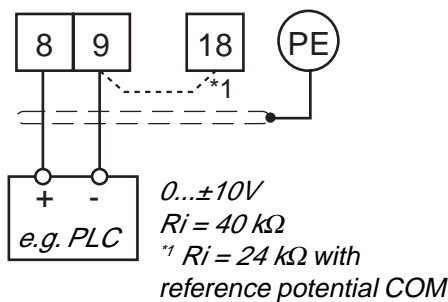 8 9 18 PE
*1
+ -
e.g. PLC
0...±10V
Ri = 40 kΩ
*1 Ri = 24 kΩ with
reference potential COM